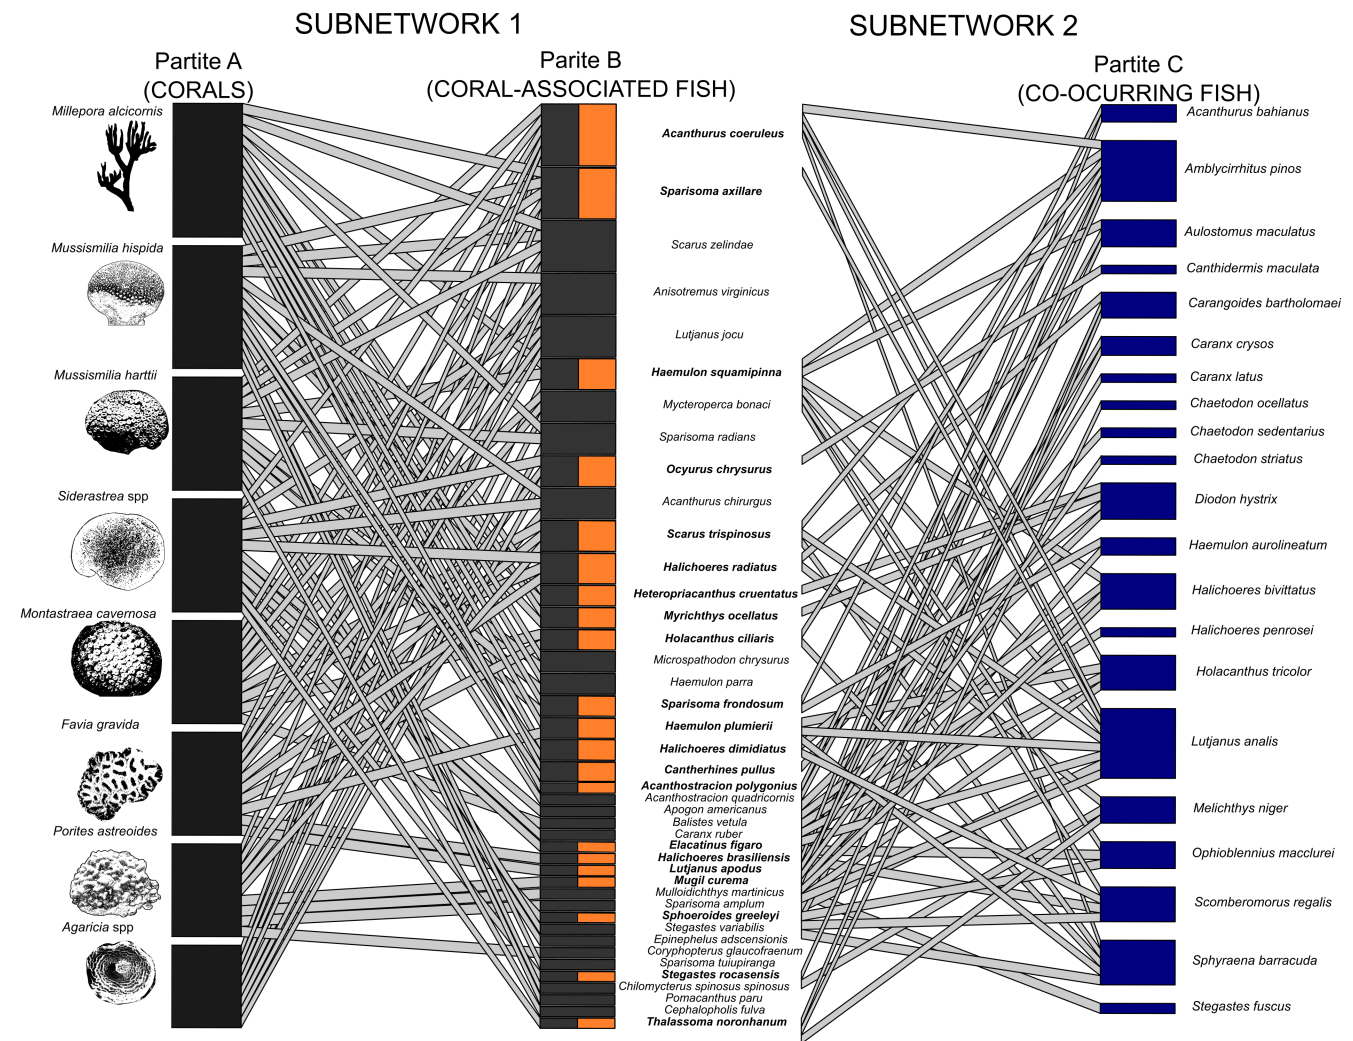 SUBNETWORK 1
SUBNETWORK 2
Partite A
(CORALS)
Parite B
(CORAL-ASSOCIATED FISH)
Partite C
(CO-OCURRING FISH)
Millepora alcicornis
Mussismilia hispida
Mussismilia harttii
Siderastrea spp
Montastraea cavernosa
Favia gravida
Porites astreoides
Agaricia spp
Acanthurus coeruleus
Sparisoma axillare
Scarus zelindae
Anisotremus virginicus
Lutjanus jocu
Haemulon squamipinna
Mycteroperca bonaci
Sparisoma radians
Ocyurus chrysurus
Acanthurus chirurgus
Scarus trispinosus
Halichoeres radiatus
Heteropriacanthus cruentatus
Myrichthys ocellatus
Holacanthus ciliaris
Microspathodon chrysurus
Haemulon parra
Sparisoma frondosum
Haemulon plumierii
Halichoeres dimidiatus
Cantherhines pullus
Acanthostracion polygonius
Acanthostracion quadricornis
Apogon americanus
Balistes vetula
Caranx ruber
Elacatinus figaro
Halichoeres brasiliensis
Lutjanus apodus
Mugil curema
Mulloidichthys martinicus
Sparisoma amplum
Sphoeroides greeleyi
Stegastes variabilis
Epinephelus adscensionis
Coryphopterus glaucofraenum
Sparisoma tuiupiranga
Stegastes rocasensis
Chilomycterus spinosus spinosus
Pomacanthus paru
Cephalopholis fulva
Thalassoma noronhanum
Acanthurus bahianus
Amblycirrhitus pinos
Aulostomus maculatus
Canthidermis maculata
Carangoides bartholomaei
Caranx crysos
Caranx latus
Chaetodon ocellatus
Chaetodon sedentarius
Chaetodon striatus
Diodon hystrix
Haemulon aurolineatum
Halichoeres bivittatus
Halichoeres penrosei
Holacanthus tricolor
Lutjanus analis
Melichthys niger
Ophioblennius macclurei
Scomberomorus regalis
Sphyraena barracuda
Stegastes fuscus